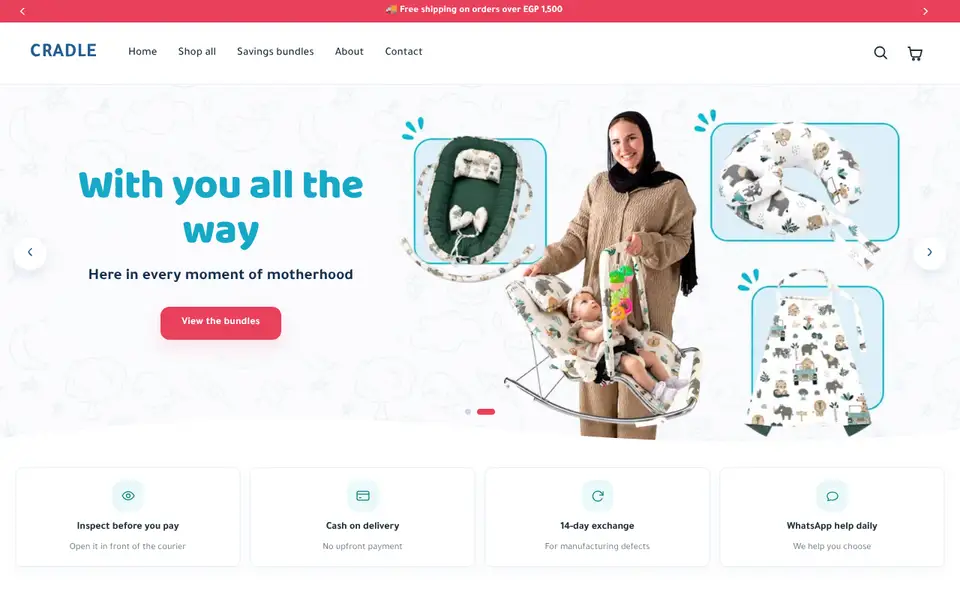 🚚 Free shipping on orders over EGP 1,500
CRADLE
Home
Shop all
Savings bundles
About
Contact
With you all the
way
Here in every moment of motherhood
View the bundles
Inspect before you pay
Open it in front of the courier
Cash on delivery
No upfront payment
14-day exchange
For manufacturing defects
WhatsApp help daily
We help you choose